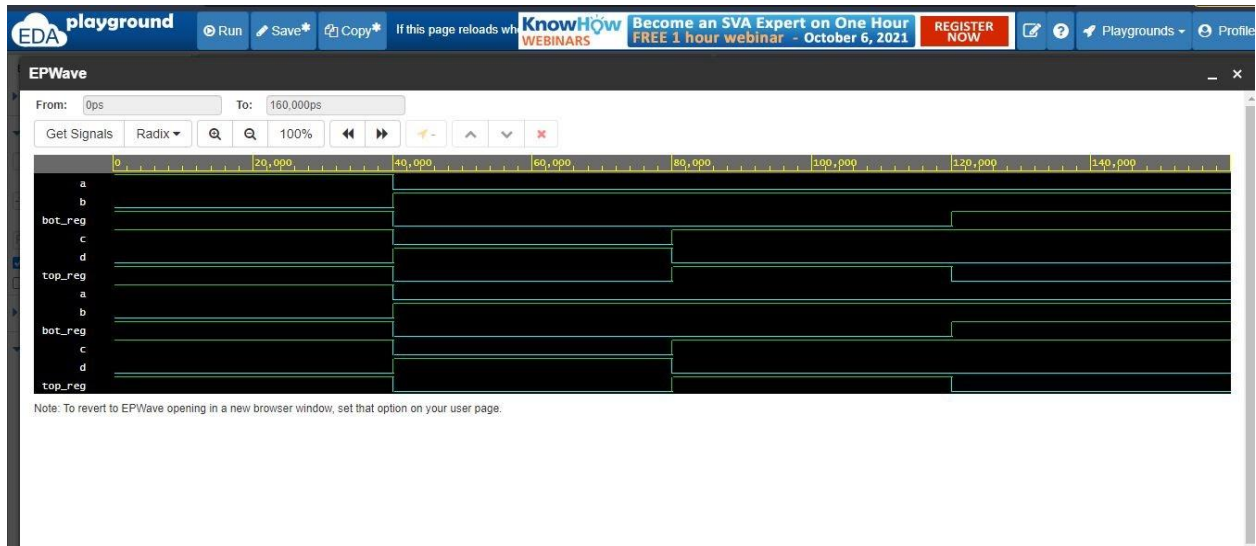 EDA playground
Run Save* Copy* If this page reloads whe KnowHow WEBINARS Become an SVA Expert on One Hour FREE 1 hour webinar - October 6, 2021 REGISTER NOW Playgrounds Profile
EPWave
From: 0ps To: 160,000ps
Get Signals Radix 100%
0 20,000 40,000 60,000 80,000 100,000 120,000 140,000
a
b
bot_reg
c
d
top_reg
a
b
bot_reg
c
d
top_reg
Note: To revert to EPWave opening in a new browser window, set that option on your user page.